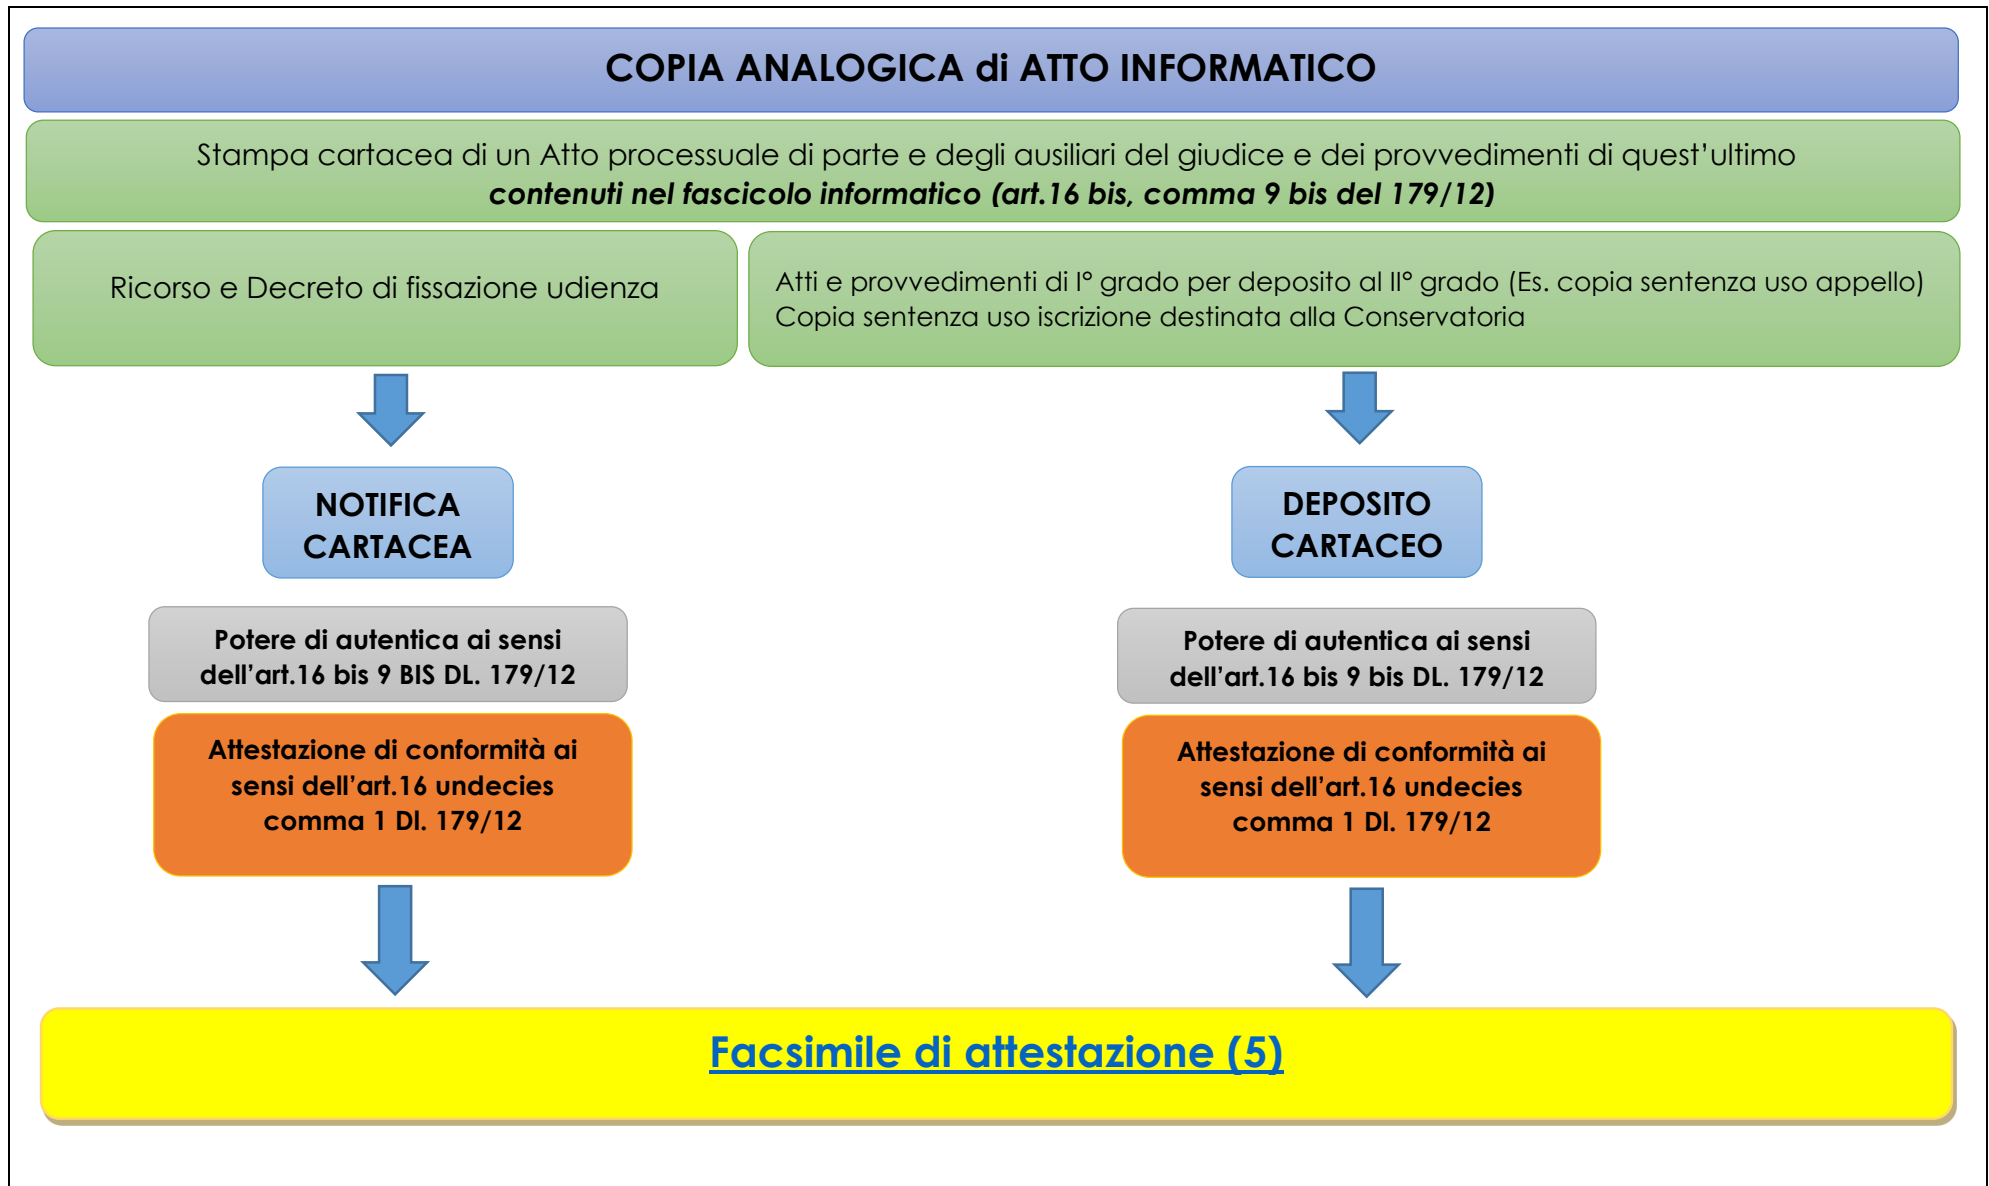 COPIA ANALOGICA di ATTO INFORMATICO
Stampa cartacea di un Atto processuale di parte e degli ausiliari del giudice e dei provvedimenti di quest'ultimo
contenuti nel fascicolo informatico (art.16 bis, comma 9 bis del 179/12)
Ricorso e Decreto di fissazione udienza
Atti e provvedimenti di I° grado per deposito al II° grado (Es. copia sentenza uso appello)
Copia sentenza uso iscrizione destinata alla Conservatoria
NOTIFICA
CARTACEA
DEPOSITO
CARTACEO
Potere di autentica ai sensi
dell'art.16 bis 9 BIS DL. 179/12
Potere di autentica ai sensi
dell'art.16 bis 9 bis DL. 179/12
Attestazione di conformità ai
sensi dell'art.16 undecies
comma 1 Dl. 179/12
Attestazione di conformità ai
sensi dell'art.16 undecies
comma 1 Dl. 179/12
Facsimile di attestazione (5)